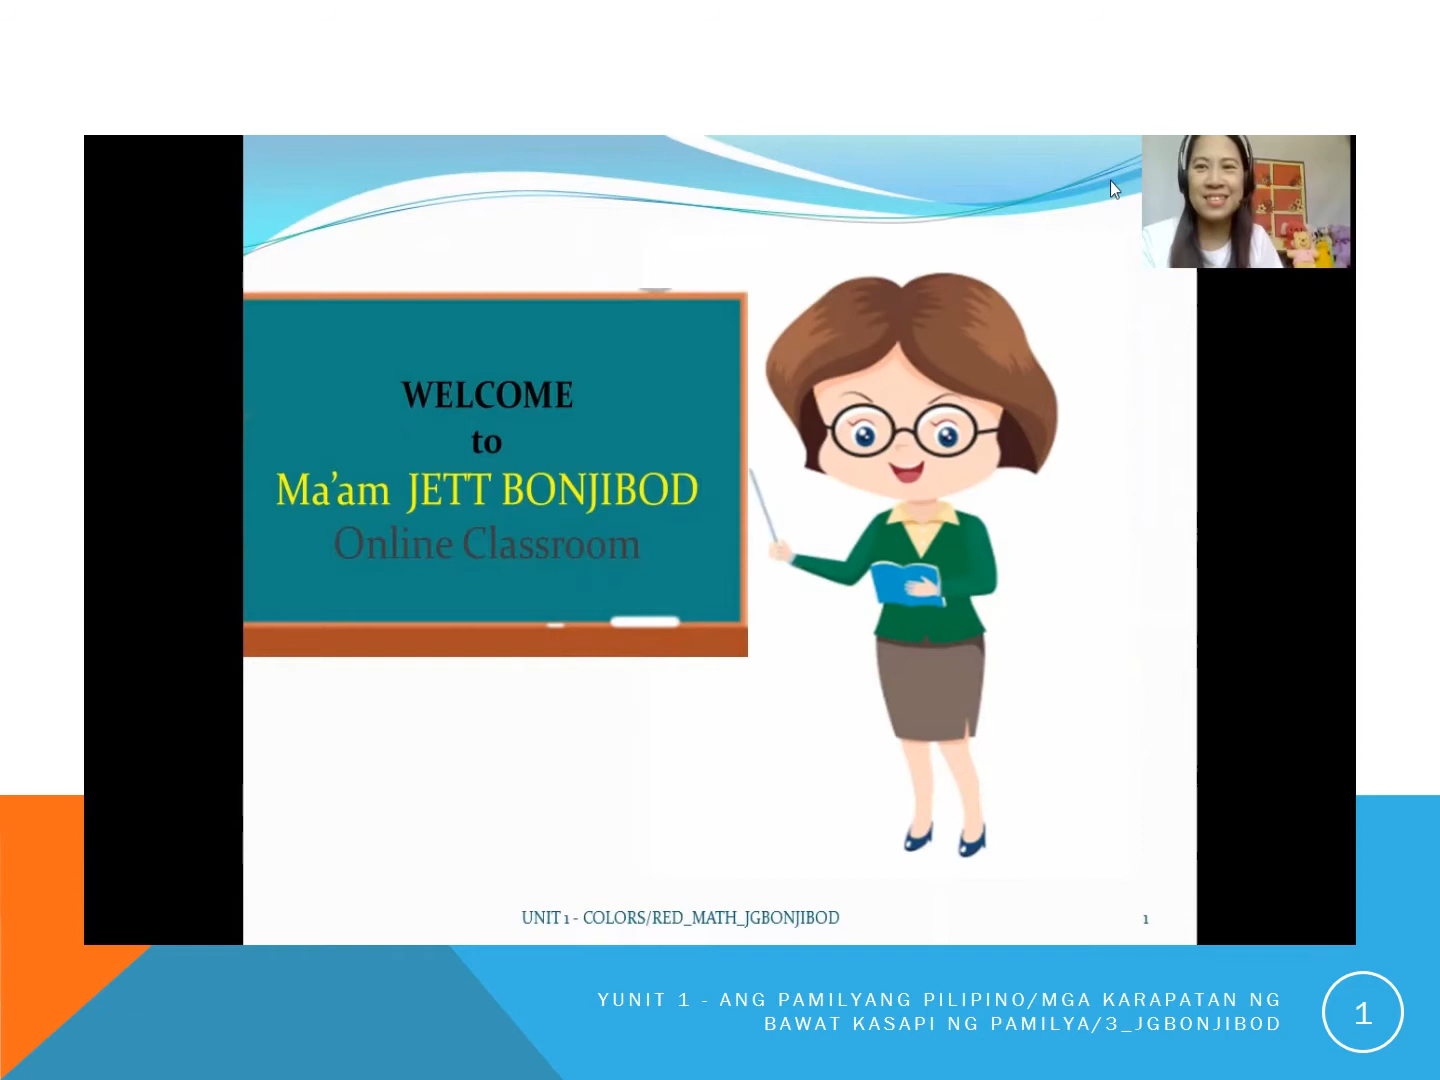 WELCOME
to
Ma'am JETT BONJIBOD
Online Classroom
UNIT 1 - COLORS/RED_MATH_JGBONJIBOD
1
YUNIT 1 - ANG PAMILYANG PILIPINO/MGA KARAPATAN NG
BAWAT KASAPI NG PAMILYA/3_JGBONJIBOD
1